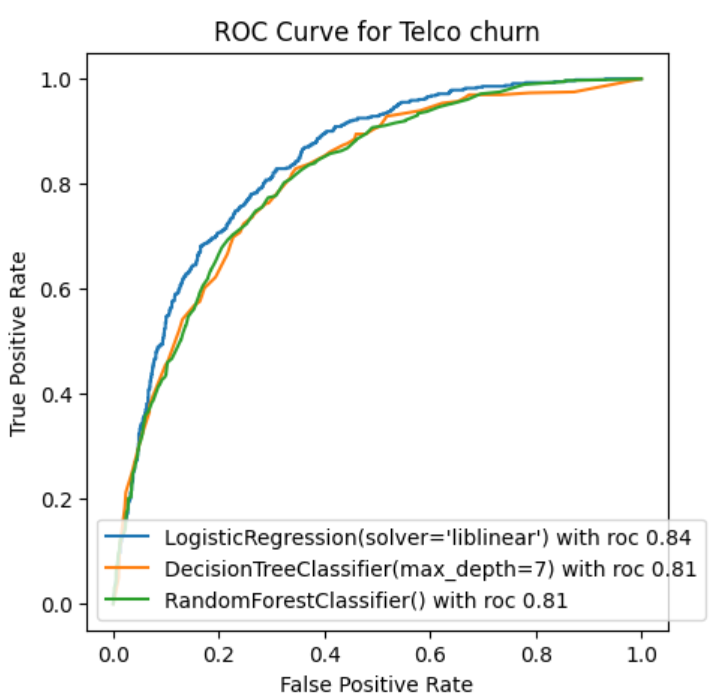 ROC Curve for Telco churn
True Positive Rate
1.0
0.8
0.6
0.4
0.2
0.0
LogisticRegression(solver='liblinear') with roc 0.84
DecisionTreeClassifier(max_depth=7) with roc 0.81
RandomForestClassifier() with roc 0.81
0.0 0.2 0.4 0.6 0.8 1.0
False Positive Rate